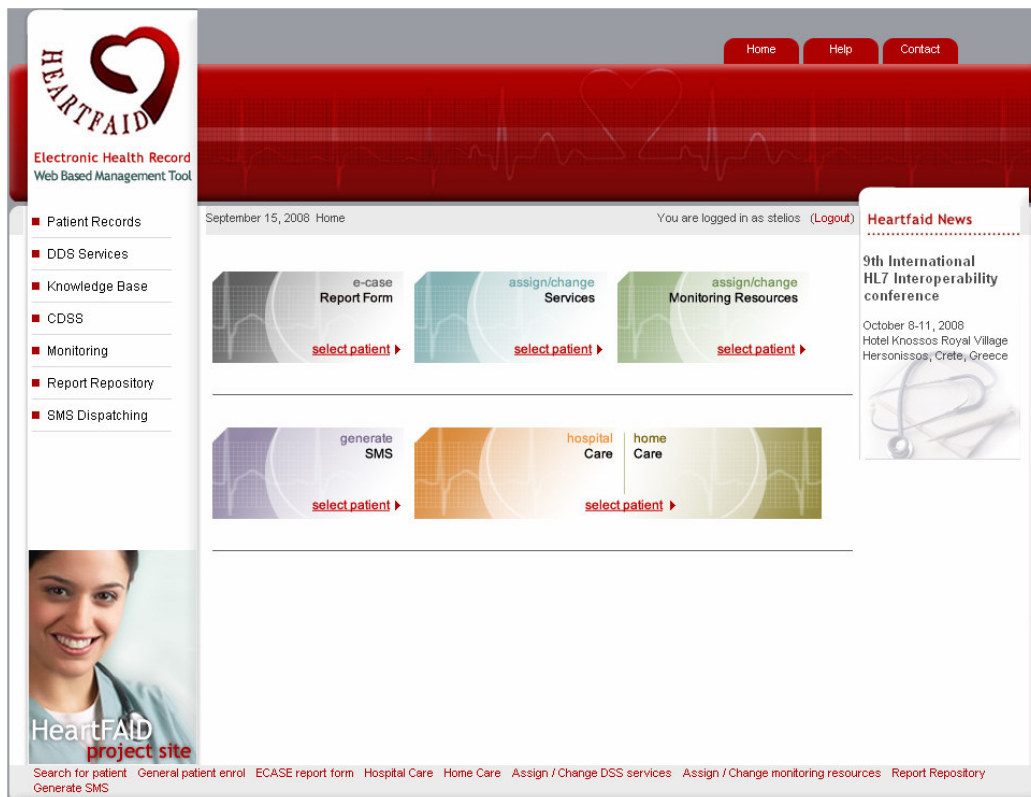 HEARTFAID
Electronic Health Record
Web Based Management Tool
Home
Help
Contact
Patient Records
DDS Services
Knowledge Base
CDSS
Monitoring
Report Repository
SMS Dispatching
September 15, 2008 Home
You are logged in as stelios (Logout)
e-case
Report Form
select patient
assign/change
Services
select patient
assign/change
Monitoring Resources
select patient
generate
SMS
select patient
hospital
Care
home
Care
select patient
Heartfaid News
9th International
HL7 Interoperability
conference
October 8-11, 2008
Hotel Knossos Royal Village
Hersonissos, Crete, Greece
HeartFAID
project site
Search for patient General patient enrol ECASE report form Hospital Care Home Care Assign / Change DSS services Assign / Change monitoring resources Report Repository
Generate SMS